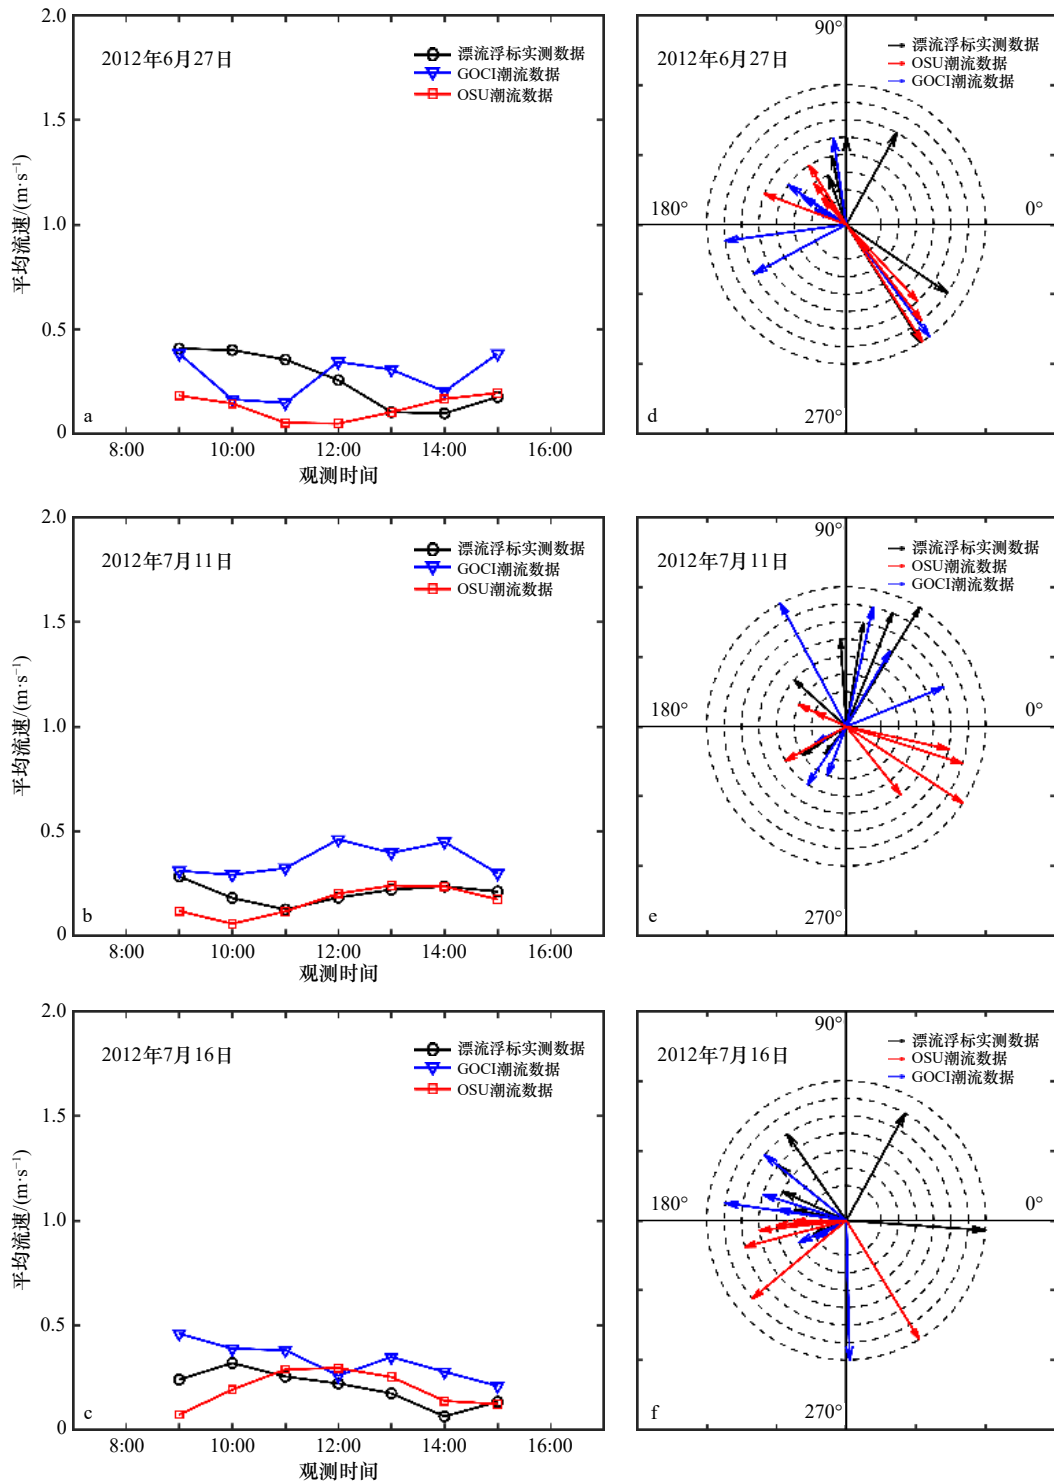 2.0
2012年6月27日
漂流浮标实测数据
GOCI潮流数据
OSU潮流数据
1.5
1.0
0.5
0
平均流速/(m·s⁻¹)
a
8:00 10:00 12:00 14:00 16:00
观测时间
90°
2012年6月27日
漂流浮标实测数据
OSU潮流数据
GOCI潮流数据
180° 0°
270°
d
2.0
2012年7月11日
漂流浮标实测数据
GOCI潮流数据
OSU潮流数据
1.5
1.0
0.5
0
平均流速/(m·s⁻¹)
b
8:00 10:00 12:00 14:00 16:00
观测时间
90°
2012年7月11日
漂流浮标实测数据
OSU潮流数据
GOCI潮流数据
180° 0°
270°
e
2.0
2012年7月16日
漂流浮标实测数据
GOCI潮流数据
OSU潮流数据
1.5
1.0
0.5
0
平均流速/(m·s⁻¹)
c
8:00 10:00 12:00 14:00 16:00
观测时间
90°
2012年7月16日
漂流浮标实测数据
OSU潮流数据
GOCI潮流数据
180° 0°
270°
f